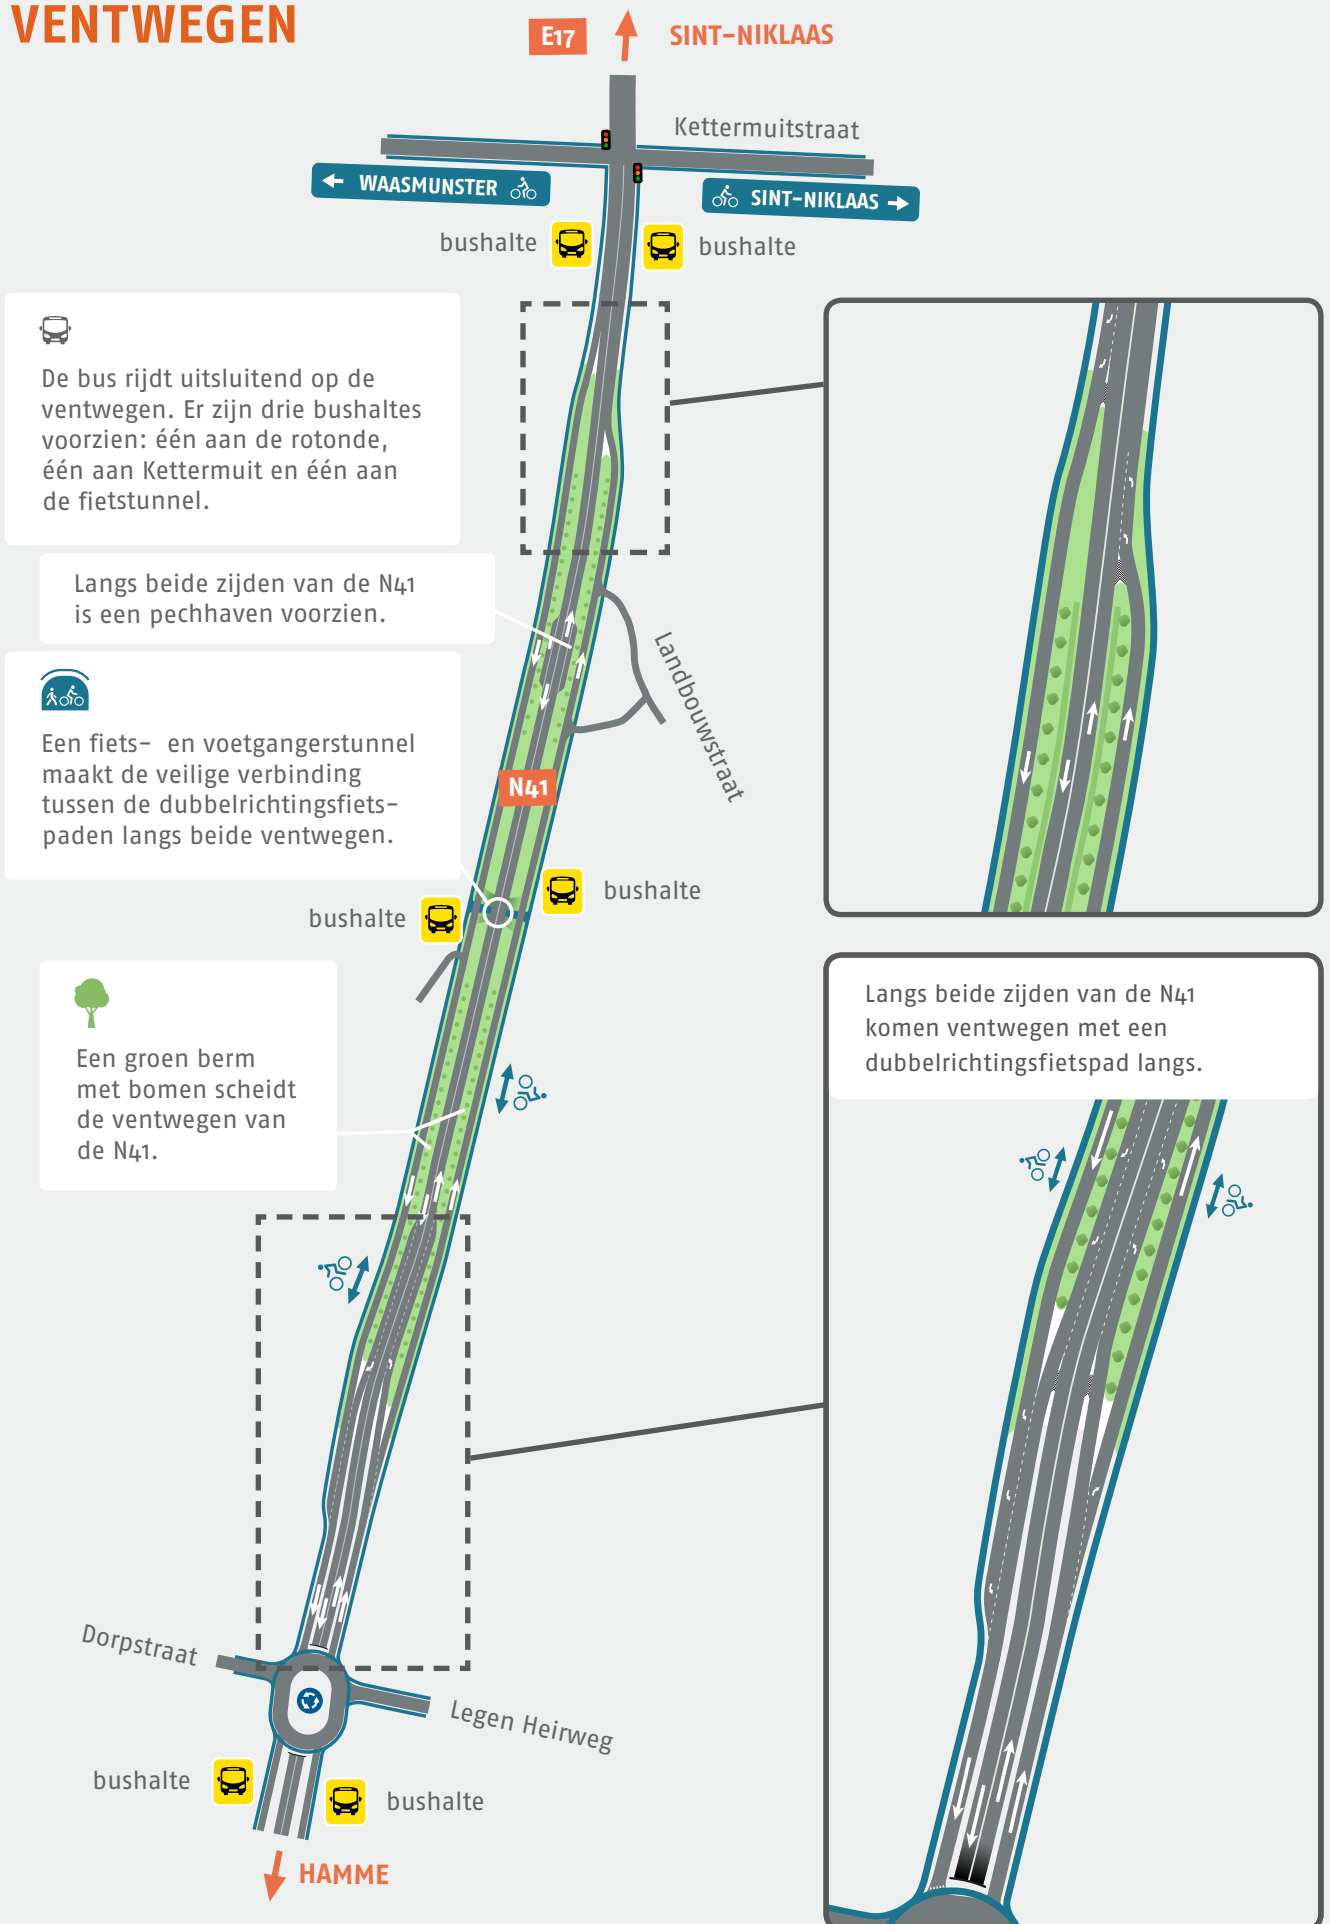 VENTWEGEN
E17
SINT-NIKLAAS
Kettermuitstraat
WAASMUNSTER
SINT-NIKLAAS
bushalte
bushalte
De bus rijdt uitsluitend op de
ventwegen. Er zijn drie bushaltes
voorzien: één aan de rotonde,
één aan Kettermuit en één aan
de fietstunnel.
Langs beide zijden van de N41
is een pechhaven voorzien.
Landbouwstraat
Een fiets- en voetgangerstunnel
maakt de veilige verbinding
tussen de dubbelrichtingsfiets-
paden langs beide ventwegen.
N41
bushalte
bushalte
Een groen berm
met bomen scheidt
de ventwegen van
de N41.
Langs beide zijden van de N41
komen ventwegen met een
dubbelrichtingsfietspad langs.
Dorpstraat
Legen Heirweg
bushalte
bushalte
HAMME